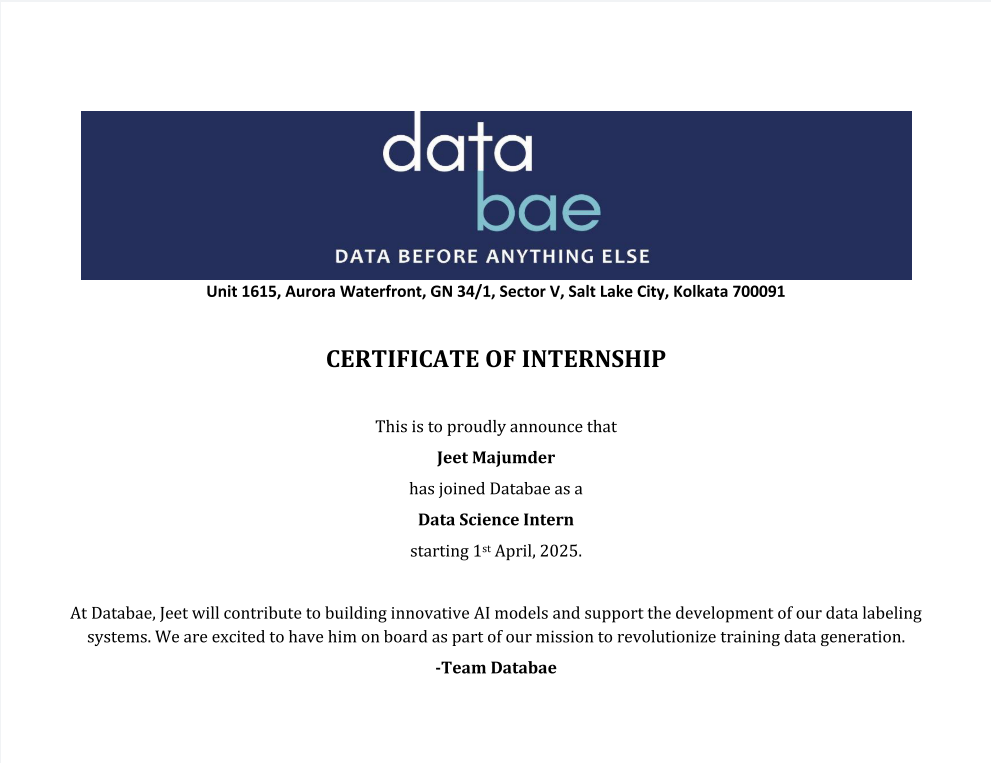 data
bae
DATA BEFORE ANYTHING ELSE
Unit 1615, Aurora Waterfront, GN 34/1, Sector V, Salt Lake City, Kolkata 700091
CERTIFICATE OF INTERNSHIP
This is to proudly announce that
Jeet Majumder
has joined Databae as a
Data Science Intern
starting 1st April, 2025.
At Databae, Jeet will contribute to building innovative AI models and support the development of our data labeling
systems. We are excited to have him on board as part of our mission to revolutionize training data generation.
-Team Databae